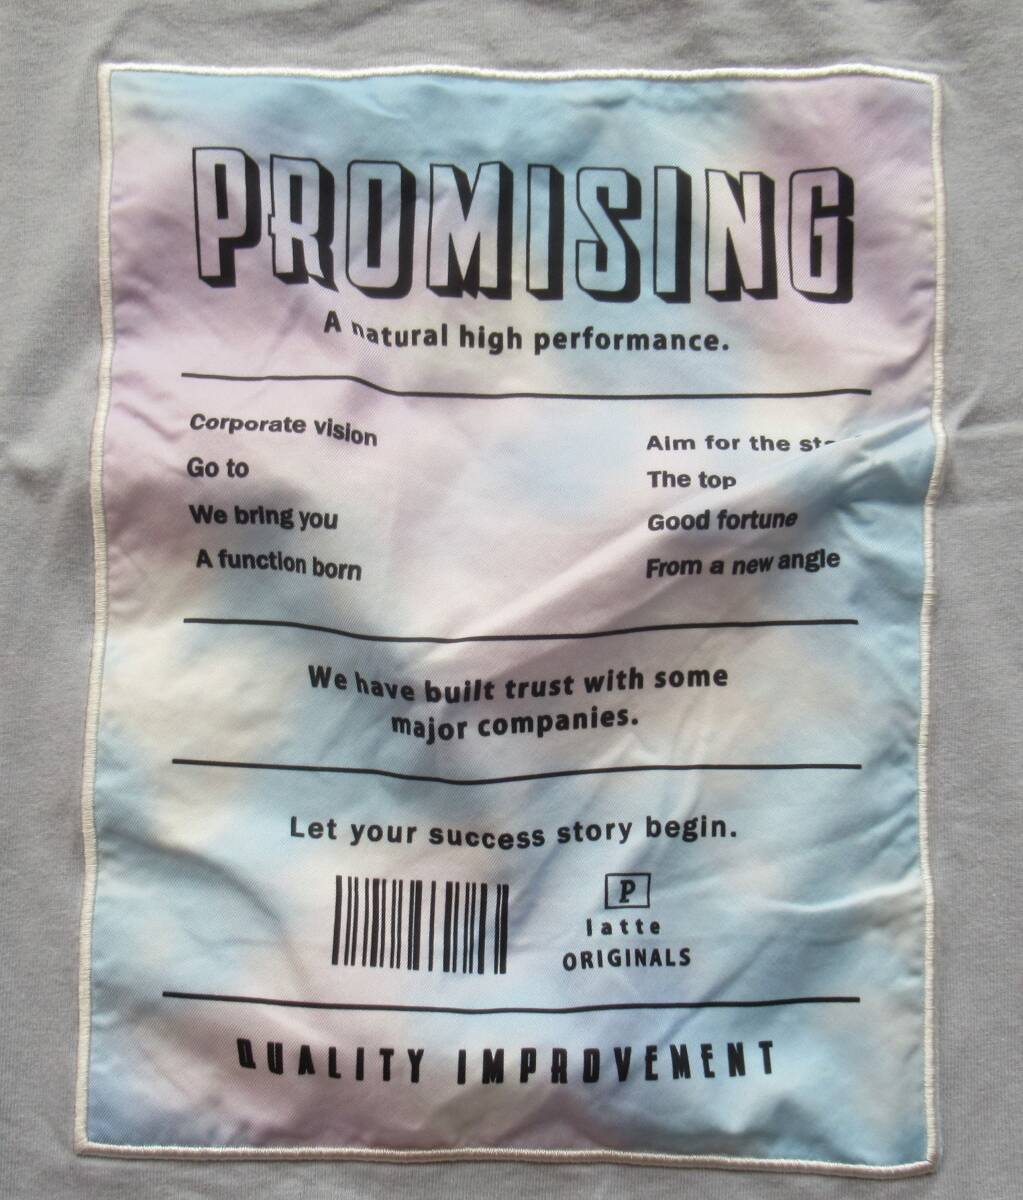 PROMISING
A natural high performance.
Corporate vision Aim for the
Go to The top
We bring you Good fortune
A function born From a new angle
We have built trust with some
major companies.
Let your success story begin.
P
latte
ORIGINALS
QUALITY IMPROVEMENT